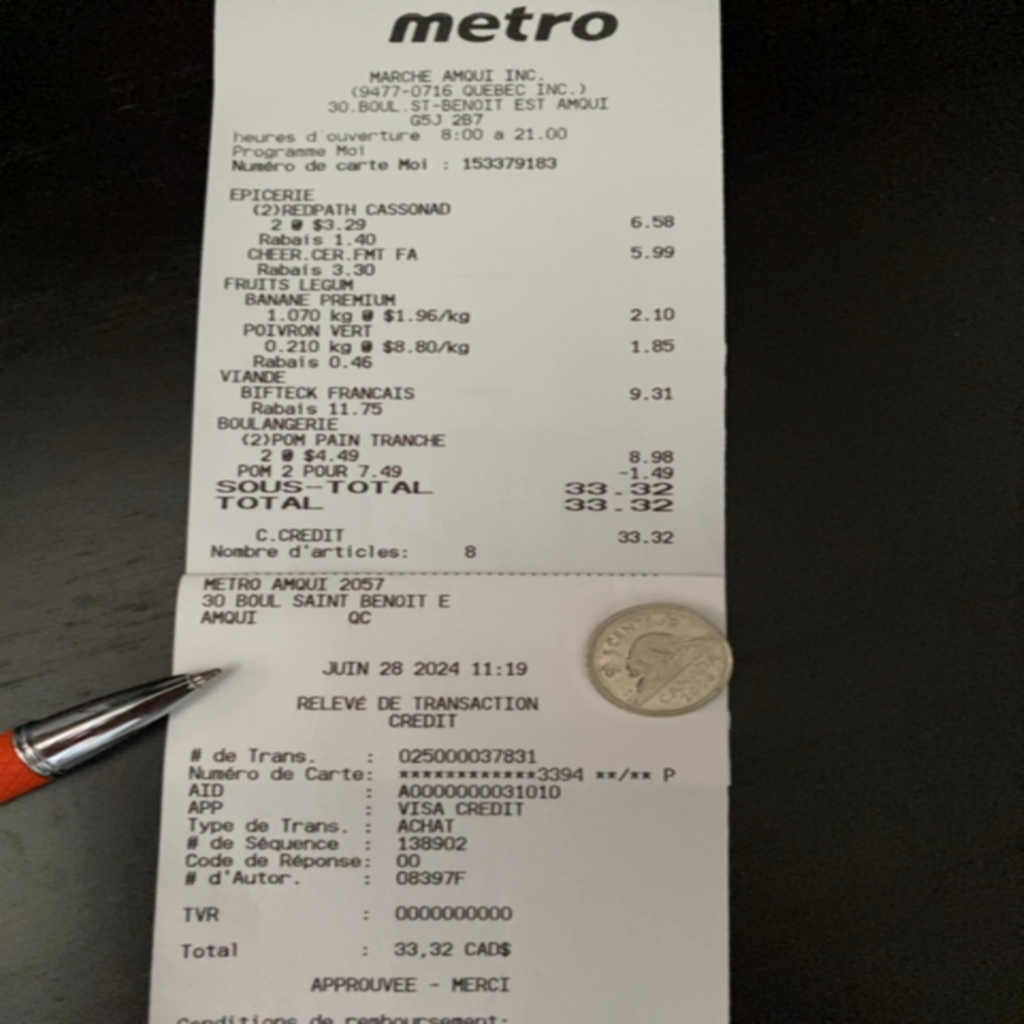 metro
MARCHE AMQUI INC.
(9477-0716 QUEBEC INC.)
30.BOUL.ST-BENOIT EST AMQUI
G5J 2B7
heures d'ouverture 8:00 a 21.00
Programme Moi
Numéro de carte Moi : 153379183
EPICERIE
(2)REDPATH CASSONAD
2 @ $3.29 6.58
Rabais 1.40
CHEER.CER.FMT FA 5.99
Rabais 3.30
FRUITS LEGUM
BANANE PREMIUM
1.070 kg @ $1.96/kg 2.10
POIVRON VERT
0.210 kg @ $8.80/kg 1.85
Rabais 0.46
VIANDE
BIFTECK FRANCAIS 9.31
Rabais 11.75
BOULANGERIE
(2)POM PAIN TRANCHE
2 @ $4.49 8.98
POM 2 POUR 7.49 -1.49
SOUS-TOTAL 33.32
TOTAL 33.32
C.CREDIT 33.32
Nombre d'articles: 8
METRO AMQUI 2057
30 BOUL SAINT BENOIT E
AMQUI QC
JUIN 28 2024 11:19
RELEVÉ DE TRANSACTION
CREDIT
# de Trans. : 025000037831
Numéro de Carte: ************3394 **/** P
AID : A0000000031010
APP : VISA CREDIT
Type de Trans. : ACHAT
# de Séquence : 138902
Code de Réponse: 00
# d'Autor. : 08397F
TVR : 0000000000
Total : 33,32 CAD$
APPROUVEE - MERCI
Conditions de remboursement:
5 CENTS
CANADA